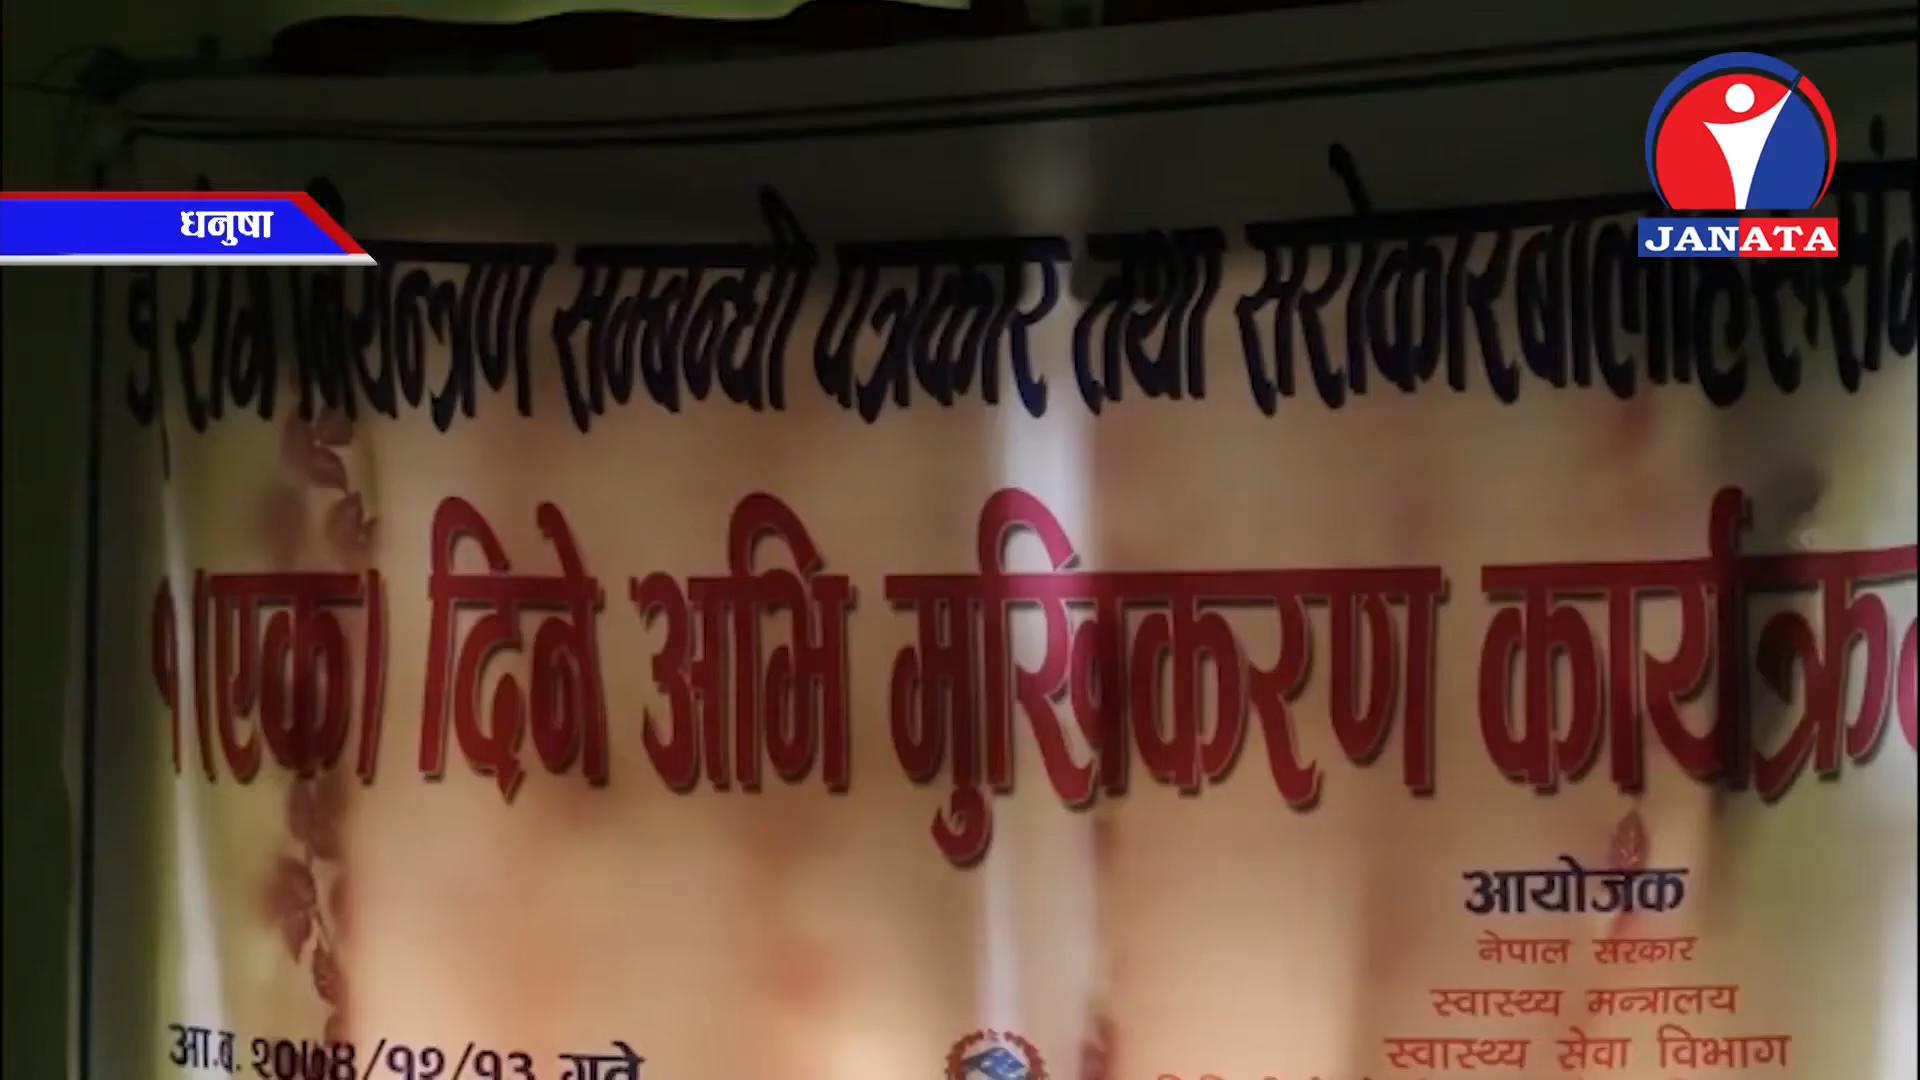 धनुषा
JANATA
रोग नियन्त्रण सम्बन्धी पत्रकार तथा सरोकारबालाहरुसंग
१(एक) दिने अभि मुखिकरण कार्यक्रम
आयोजक
नेपाल सरकार
स्वास्थ्य मन्त्रालय
स्वास्थ्य सेवा विभाग
आ.ब. २०७४/१२/१३ गते